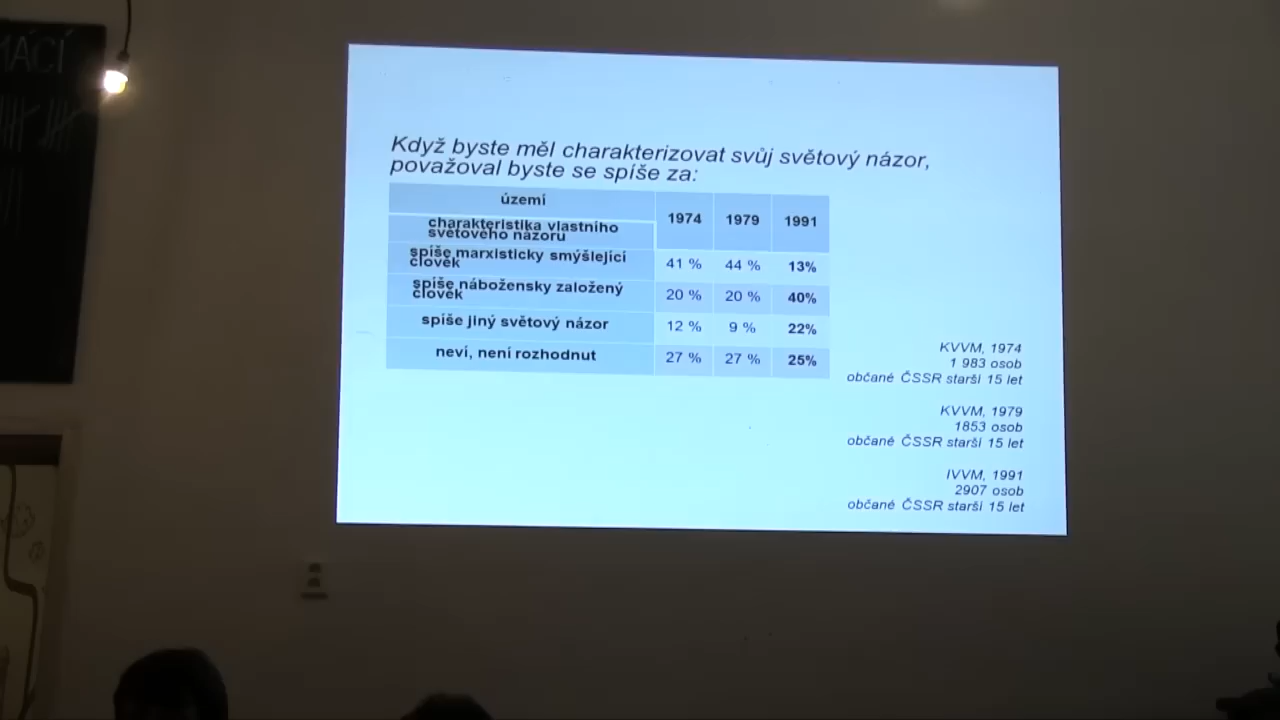 MÁCÍ
Když byste měl charakterizovat svůj světový názor,
považoval byste se spíše za:
území
charakteristika vlastního
světového názoru
1974 1979 1991
spíše marxisticky smýšlející
člověk
41 % 44 % 13%
spíše nábožensky založený
člověk
20 % 20 % 40%
spíše jiný světový názor 12 % 9 % 22%
neví, není rozhodnut 27 % 27 % 25%
KVVM, 1974
1 983 osob
občané ČSSR starší 15 let
KVVM, 1979
1853 osob
občané ČSSR starší 15 let
IVVM, 1991
2907 osob
občané ČSSR starší 15 let